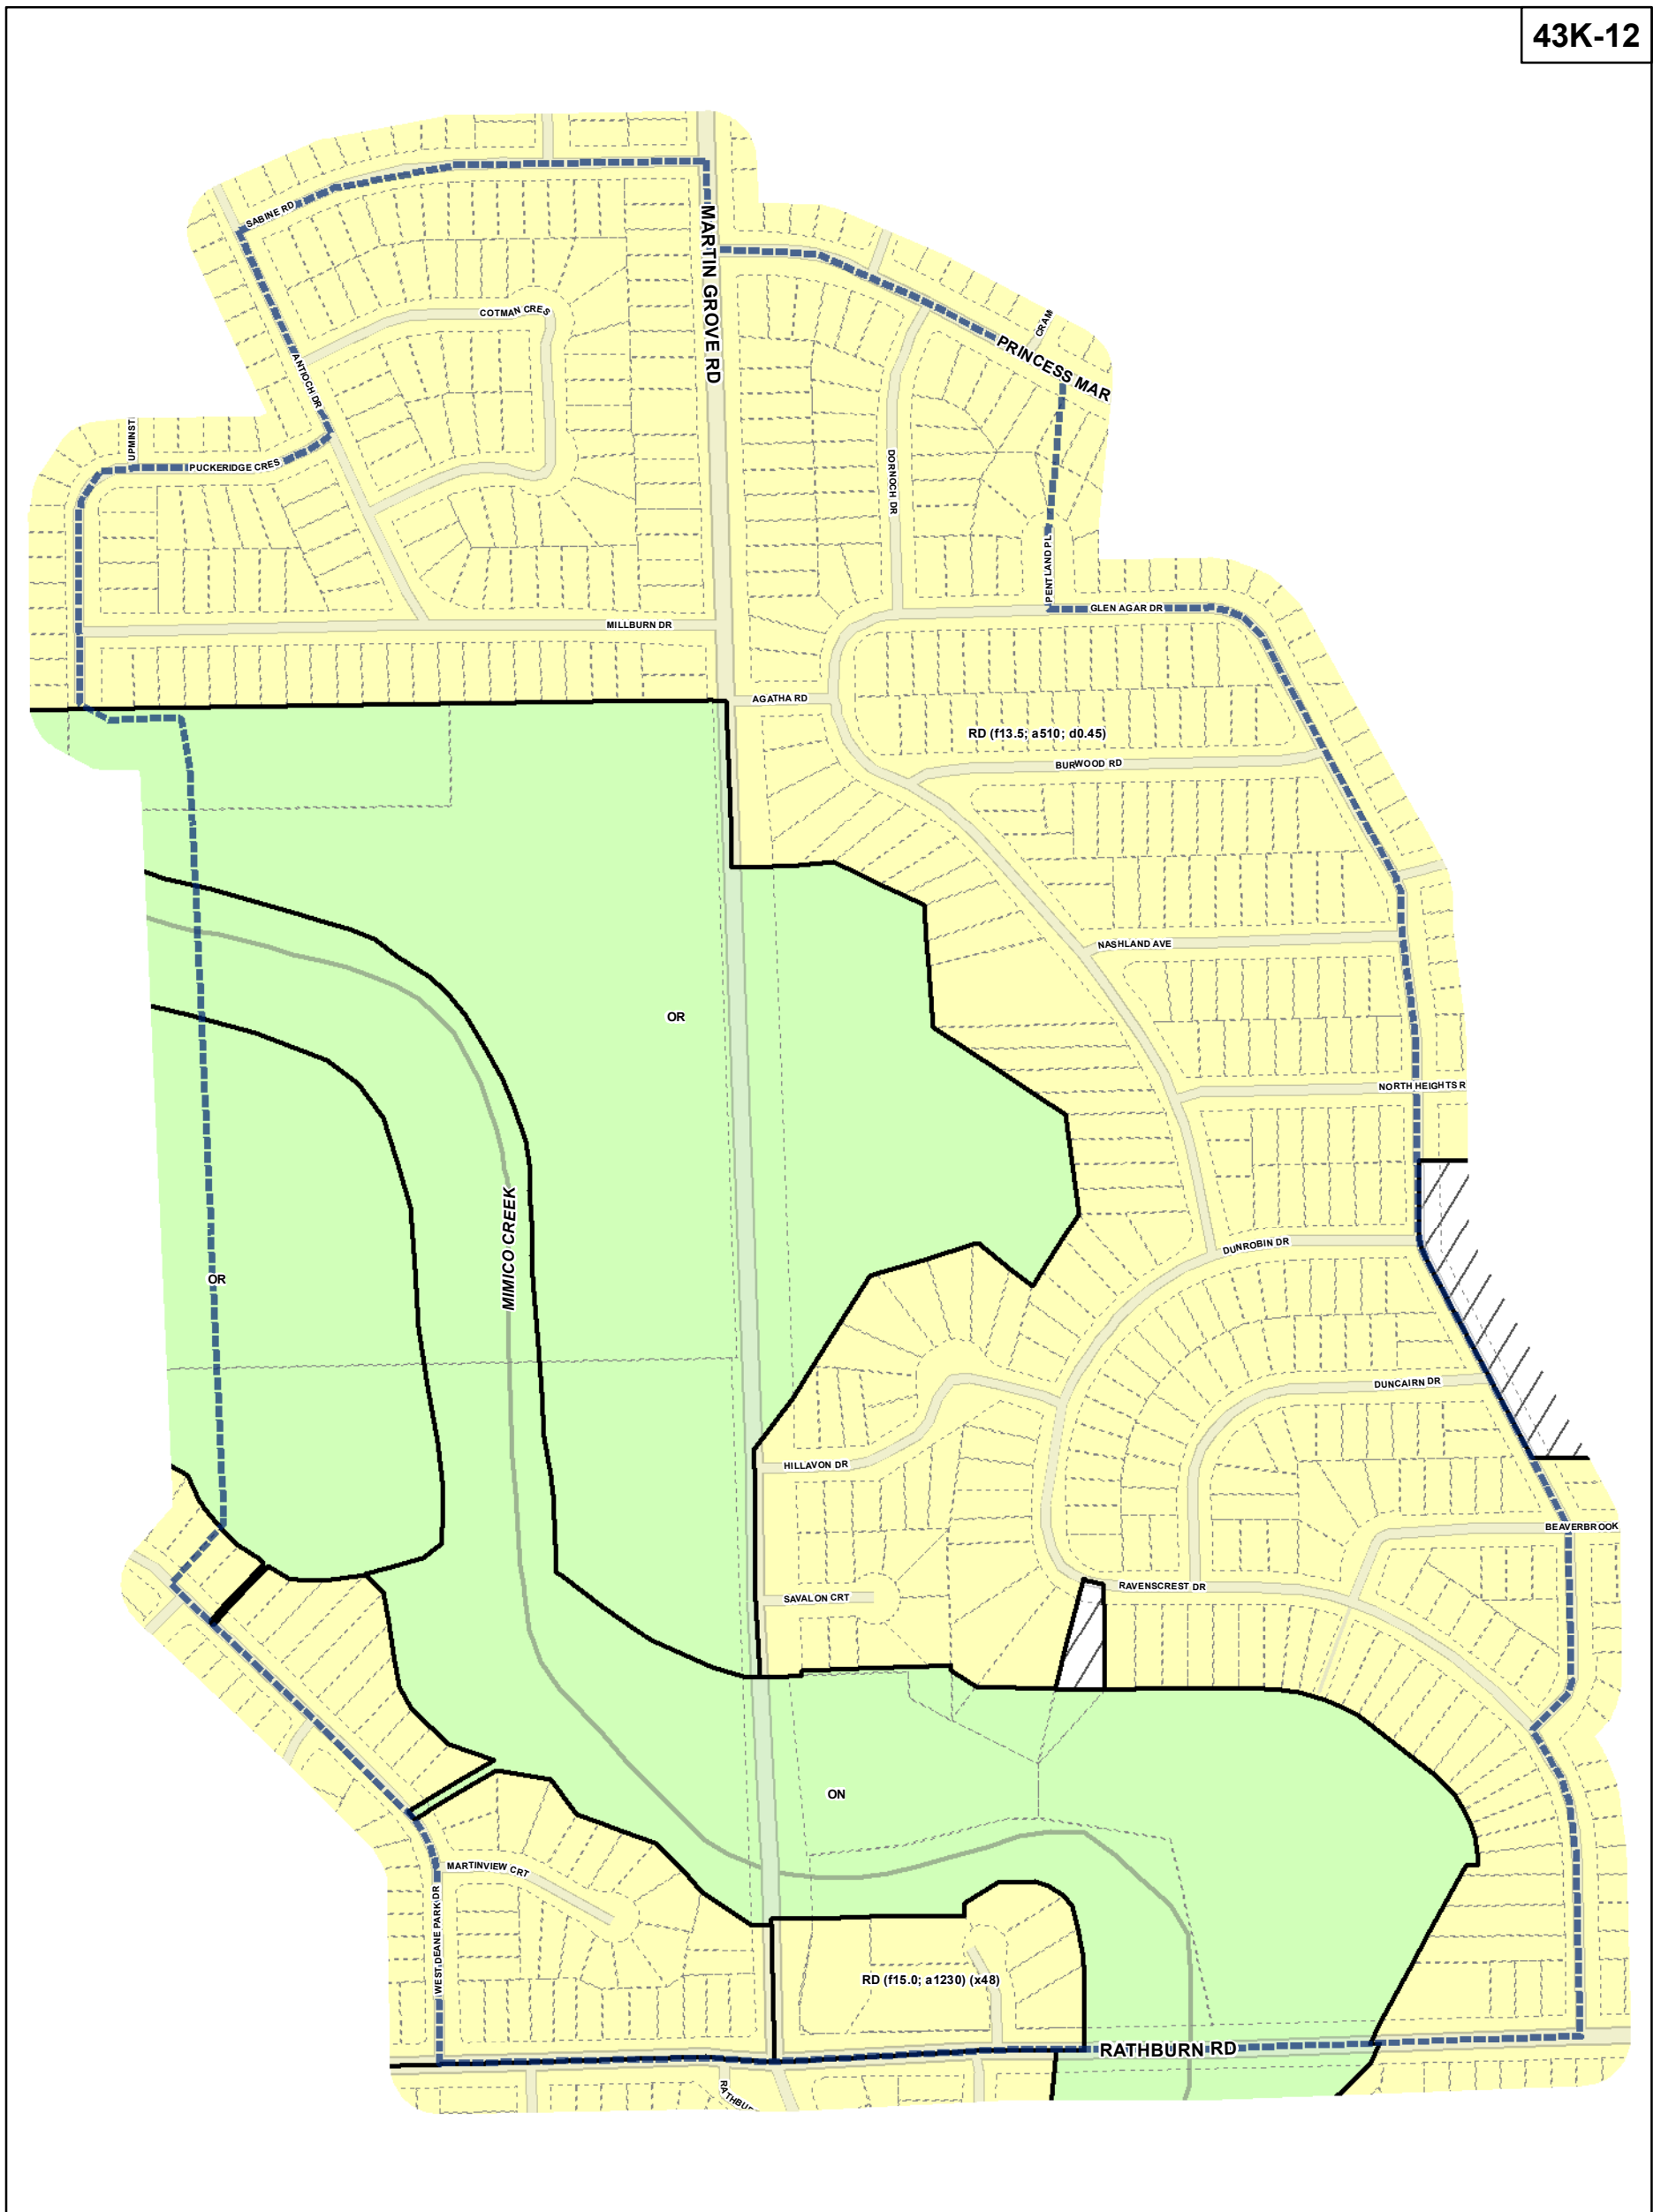 43K-12
SABINE RD
MARTIN GROVE RD
COTMAN CRES
CRAM
PRINCESS MAR
ANTIOCH DR
UPMINST
PUCKERIDGE CRES
DORNOCH DR
PENTLAND PL
GLEN AGAR DR
MILLBURN DR
AGATHA RD
RD (f13.5; a510; d0.45)
BURWOOD RD
NASHLAND AVE
OR
NORTH HEIGHTS R
MIMICO CREEK
DUNROBIN DR
OR
DUNCAIRN DR
HILLAVON DR
BEAVERBROOK
RAVENSCREST DR
SAVALON CRT
ON
MARTINVIEW CRT
WEST DEANE PARK DR
RD (f15.0; a1230) (x48)
RATHBURN RD
RATHBUR